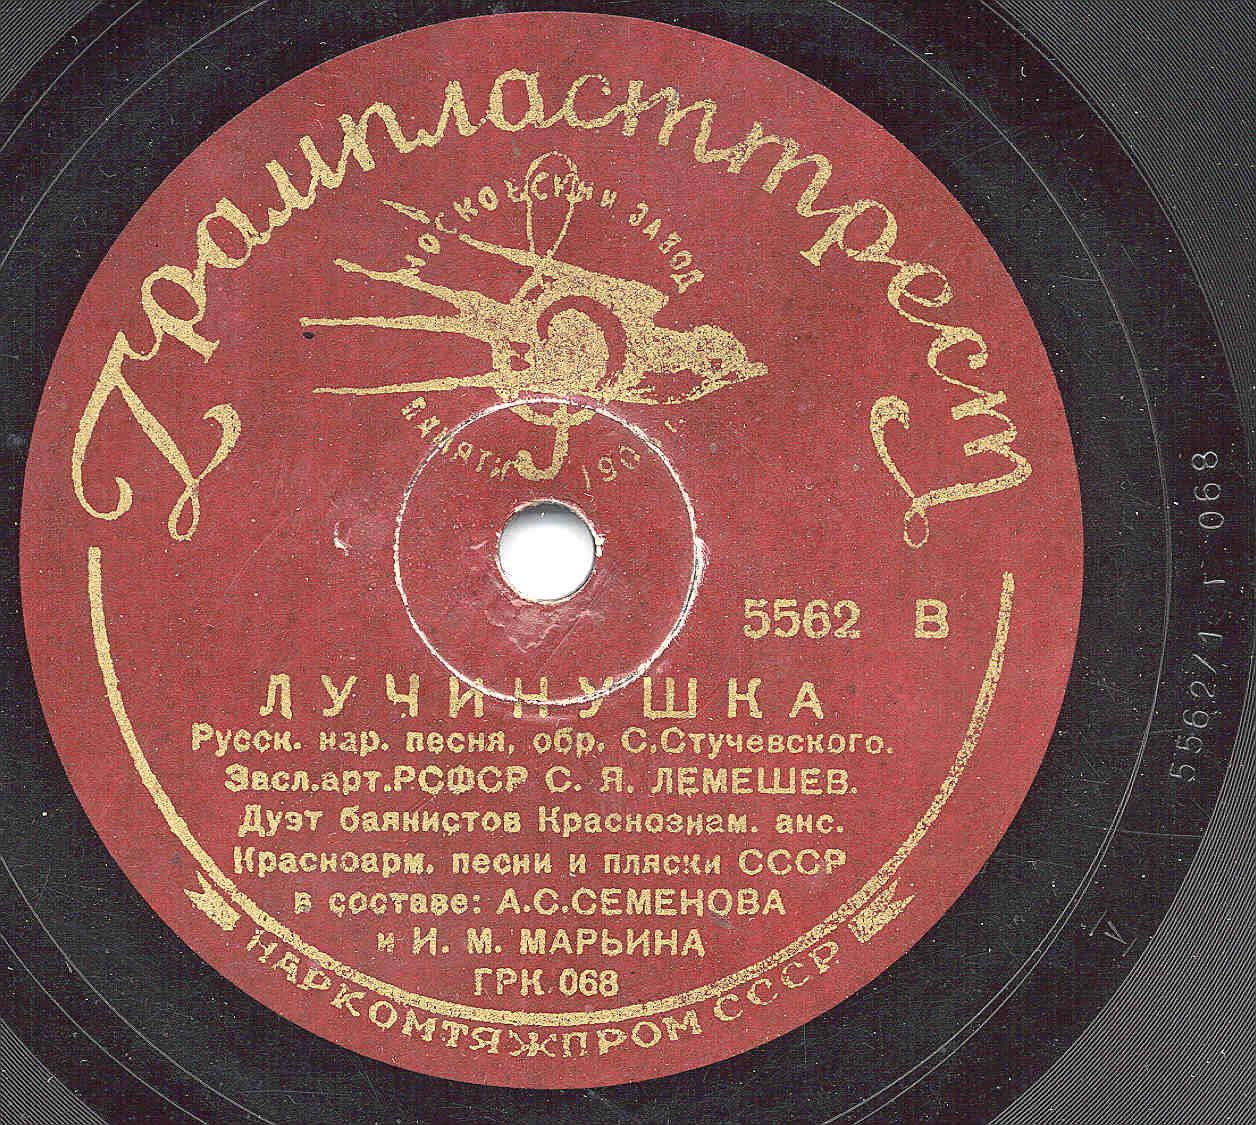 Грампласттрест
МОСКОВСКИЙ ЗАВОД
ПАМЯТИ 190
5562 В
ЛУЧИНУШКА
Русск. нар. песня, обр. С.Стучевского.
Засл.арт.РСФСР С. Я. ЛЕМЕШЕВ.
Дуэт баянистов Краснознам. анс.
Красноарм. песни и пляски СССР
в составе: А.С.СЕМЕНОВА
и И. М. МАРЬИНА
ГРК 068
НАРКОМТЯЖПРОМ СССР
5562/1 Г 068